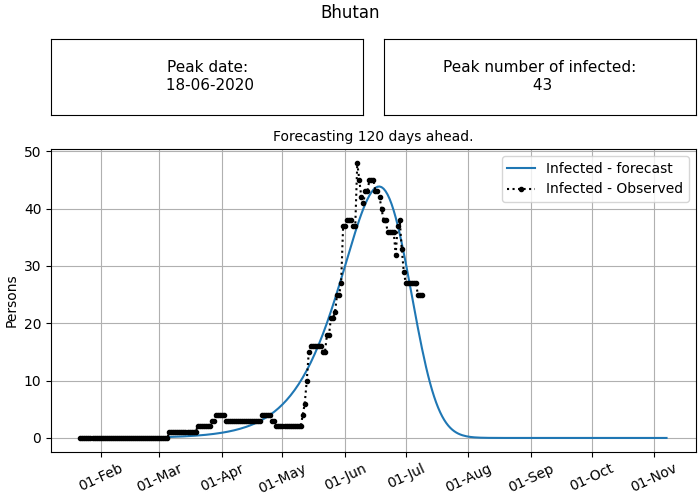 Bhutan
Peak date:
18-06-2020
Peak number of infected:
43
Forecasting 120 days ahead.
Infected - forecast
Infected - Observed
Persons
50
40
30
20
10
0
01-Feb
01-Mar
01-Apr
01-May
01-Jun
01-Jul
01-Aug
01-Sep
01-Oct
01-Nov